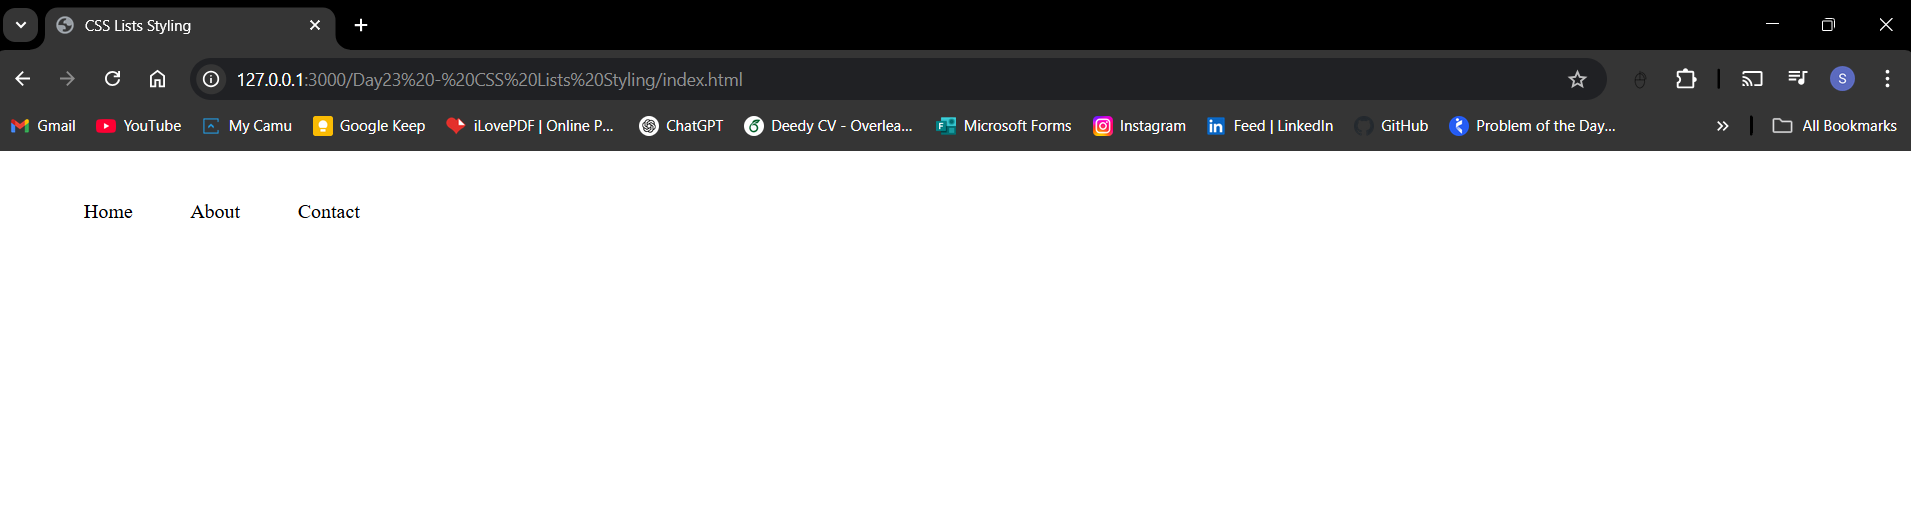 CSS Lists Styling
127.0.0.1:3000/Day23%20-%20CSS%20Lists%20Styling/index.html
S
Gmail YouTube My Camu Google Keep iLovePDF | Online P... ChatGPT Deedy CV - Overlea... Microsoft Forms Instagram Feed | LinkedIn GitHub Problem of the Day... All Bookmarks
Home About Contact